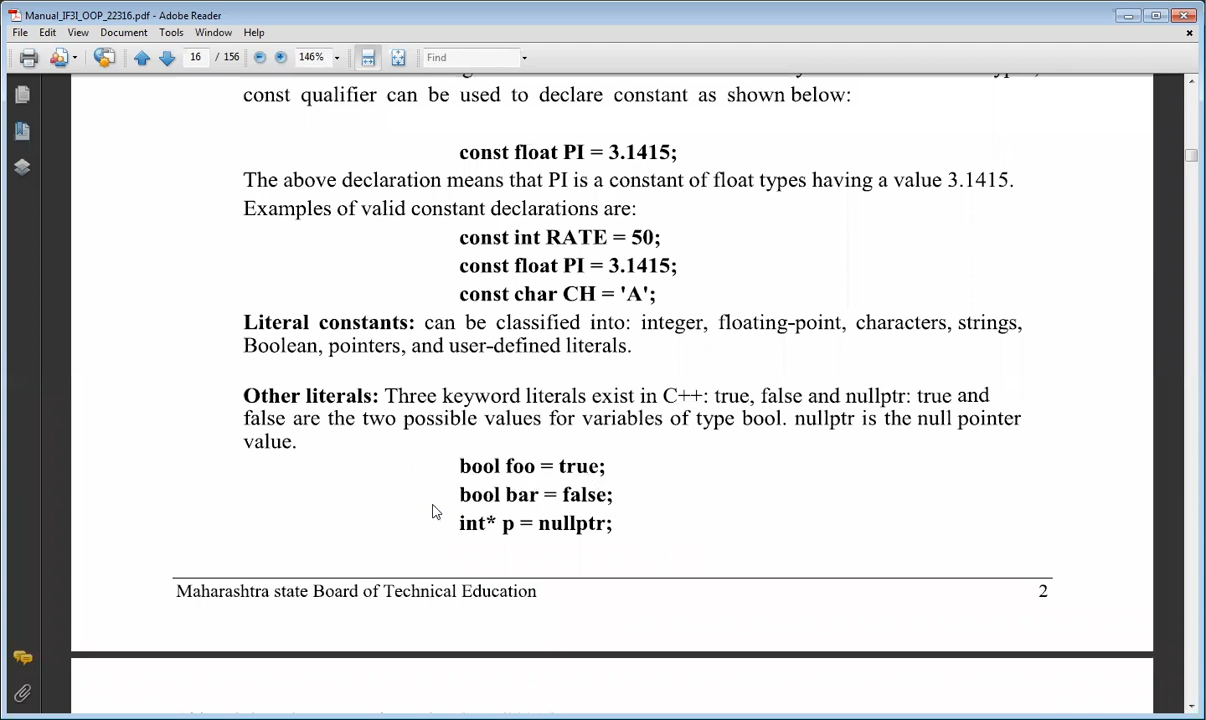 Manual_IF3I_OOP_22316.pdf - Adobe Reader
File Edit View Document Tools Window Help
16 / 156 146% Find
const qualifier can be used to declare constant as shown below:
const float PI = 3.1415;
The above declaration means that PI is a constant of float types having a value 3.1415.
Examples of valid constant declarations are:
const int RATE = 50;
const float PI = 3.1415;
const char CH = 'A';
Literal constants: can be classified into: integer, floating-point, characters, strings,
Boolean, pointers, and user-defined literals.
Other literals: Three keyword literals exist in C++: true, false and nullptr: true and
false are the two possible values for variables of type bool. nullptr is the null pointer
value.
bool foo = true;
bool bar = false;
int* p = nullptr;
Maharashtra state Board of Technical Education 2